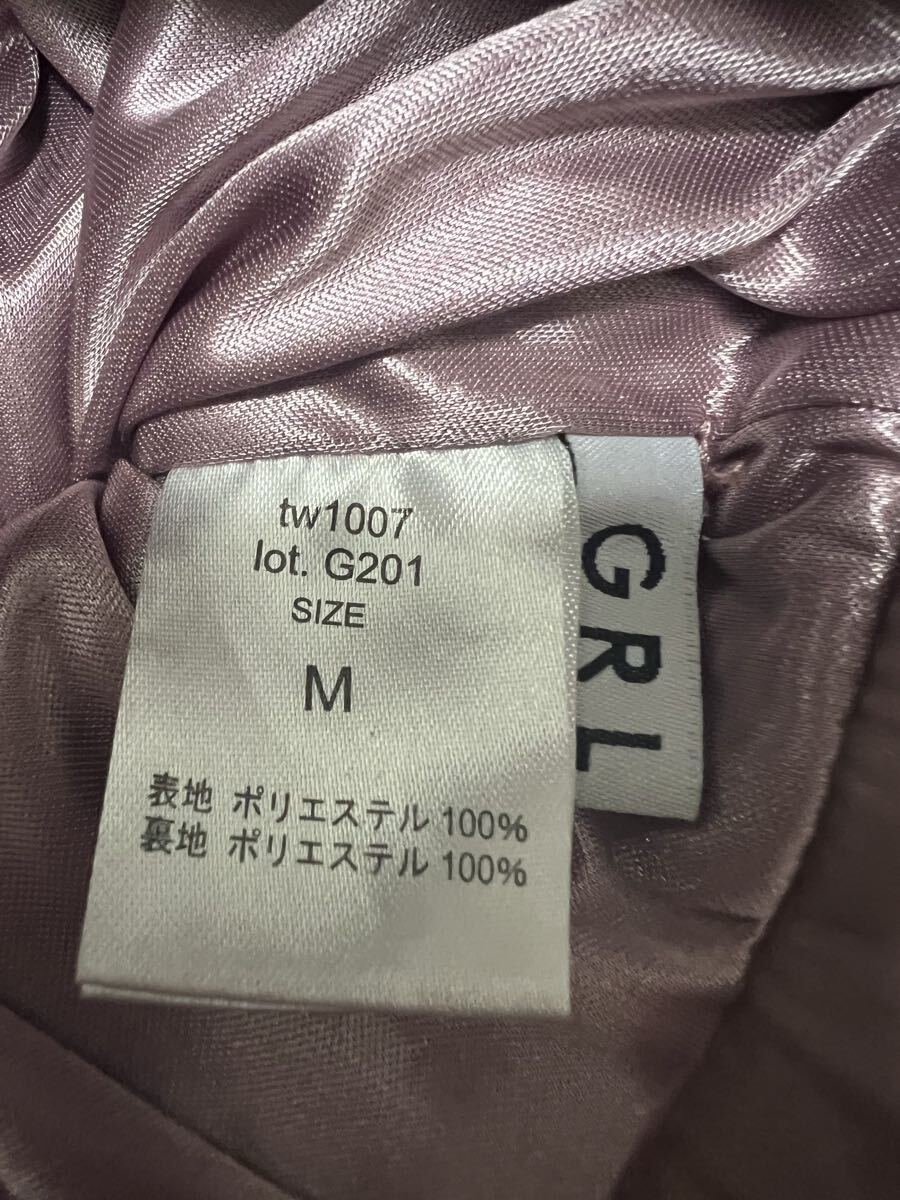 tw1007
lot. G201
SIZE
M
表地 ポリエステル 100%
裏地 ポリエステル 100%
GRL